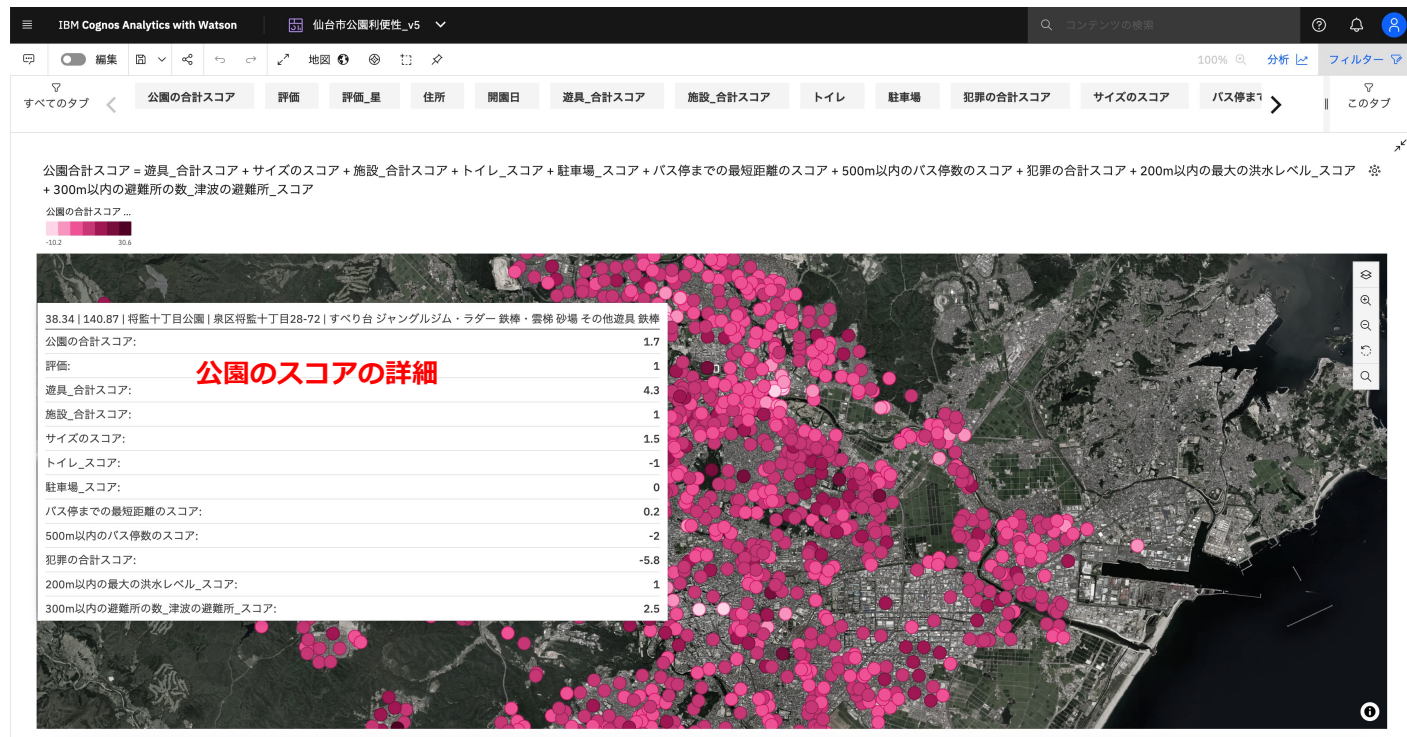 IBM Cognos Analytics with Watson
仙台市公園利便性_v5
コンテンツの検索
編集
地図
100%
分析
フィルター
すべてのタブ
公園の合計スコア
評価
評価_星
住所
開園日
遊具_合計スコア
施設_合計スコア
トイレ
駐車場
犯罪の合計スコア
サイズのスコア
バス停まで
このタブ
公園合計スコア = 遊具_合計スコア + サイズのスコア + 施設_合計スコア + トイレ_スコア + 駐車場_スコア + バス停までの最短距離のスコア + 500m以内のバス停数のスコア + 犯罪の合計スコア + 200m以内の最大の洪水レベル_スコア
+ 300m以内の避難所の数_津波の避難所_スコア
公園の合計スコア ...
-10.2 30.6
38.34 | 140.87 | 将監十丁目公園 | 泉区将監十丁目28-72 | すべり台 ジャングルジム・ラダー 鉄棒・雲梯 砂場 その他遊具 鉄棒
公園の合計スコア: 1.7
評価: 1
公園のスコアの詳細
遊具_合計スコア: 4.3
施設_合計スコア: 1
サイズのスコア: 1.5
トイレ_スコア: -1
駐車場_スコア: 0
バス停までの最短距離のスコア: 0.2
500m以内のバス停数のスコア: -2
犯罪の合計スコア: -5.8
200m以内の最大の洪水レベル_スコア: 1
300m以内の避難所の数_津波の避難所_スコア: 2.5